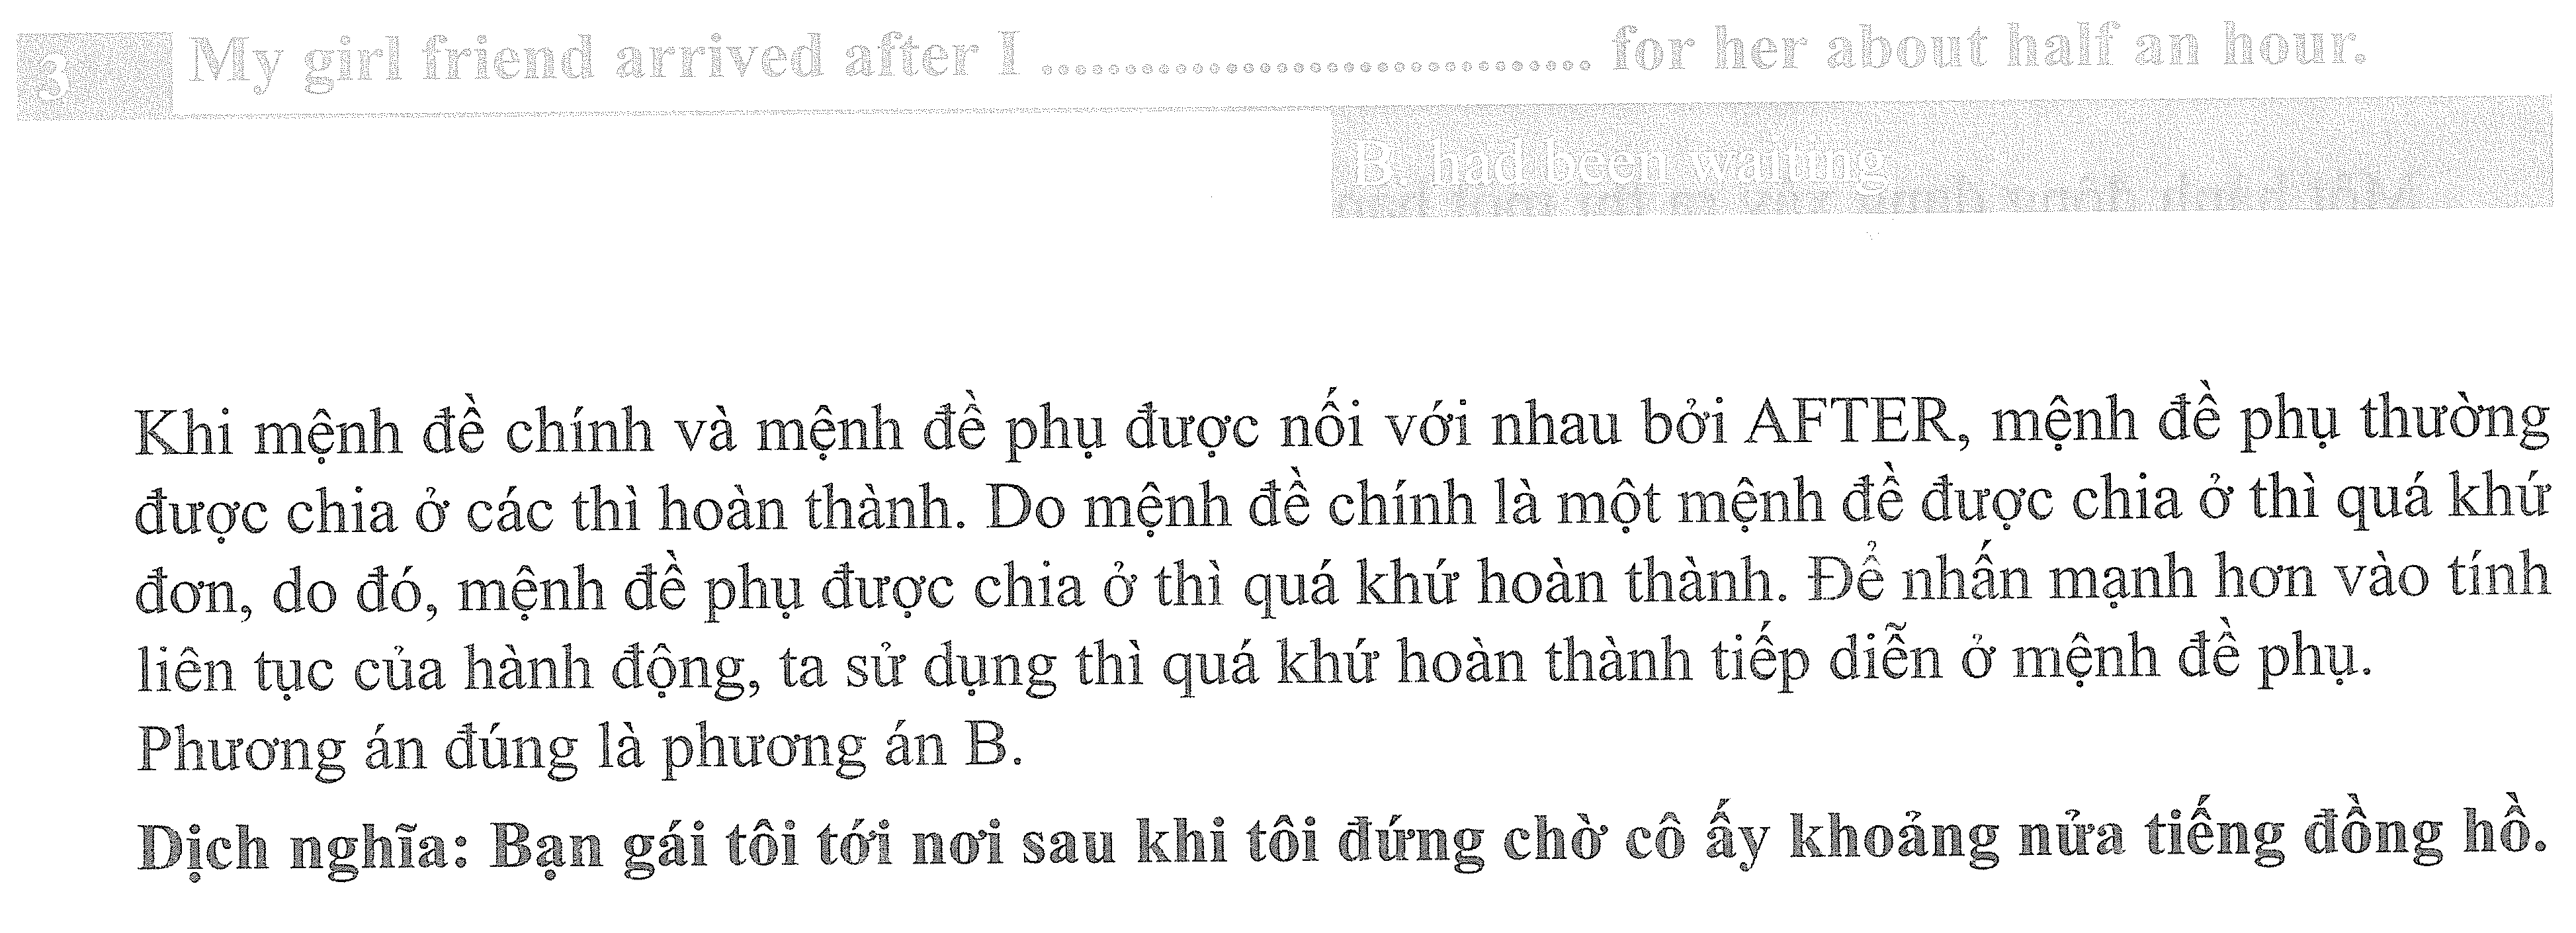 3 My girl friend arrived after I ........................................ for her about half an hour.
B. had been waiting
Khi mệnh đề chính và mệnh đề phụ được nối với nhau bởi AFTER, mệnh đề phụ thường
được chia ở các thì hoàn thành. Do mệnh đề chính là một mệnh đề được chia ở thì quá khứ
đơn, do đó, mệnh đề phụ được chia ở thì quá khứ hoàn thành. Để nhấn mạnh hơn vào tính
liên tục của hành động, ta sử dụng thì quá khứ hoàn thành tiếp diễn ở mệnh đề phụ.
Phương án đúng là phương án B.
Dịch nghĩa: Bạn gái tôi tới nơi sau khi tôi đứng chờ cô ấy khoảng nửa tiếng đồng hồ.